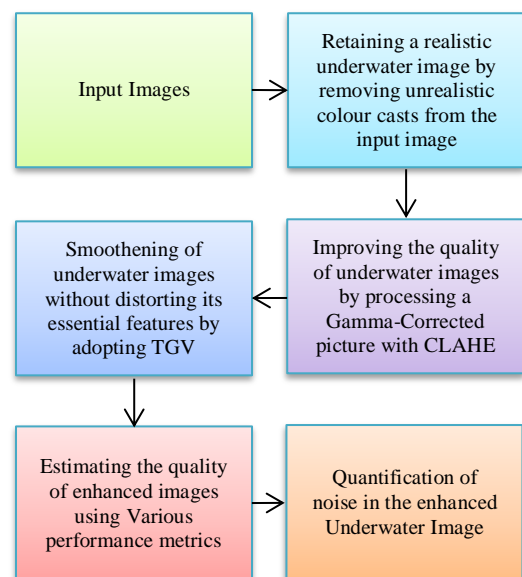 Input Images
Retaining a realistic
underwater image by
removing unrealistic
colour casts from the
input image
Improving the quality
of underwater images
by processing a
Gamma-Corrected
picture with CLAHE
Smoothening of
underwater images
without distorting its
essential features by
adopting TGV
Estimating the quality
of enhanced images
using Various
performance metrics
Quantification of
noise in the enhanced
Underwater Image